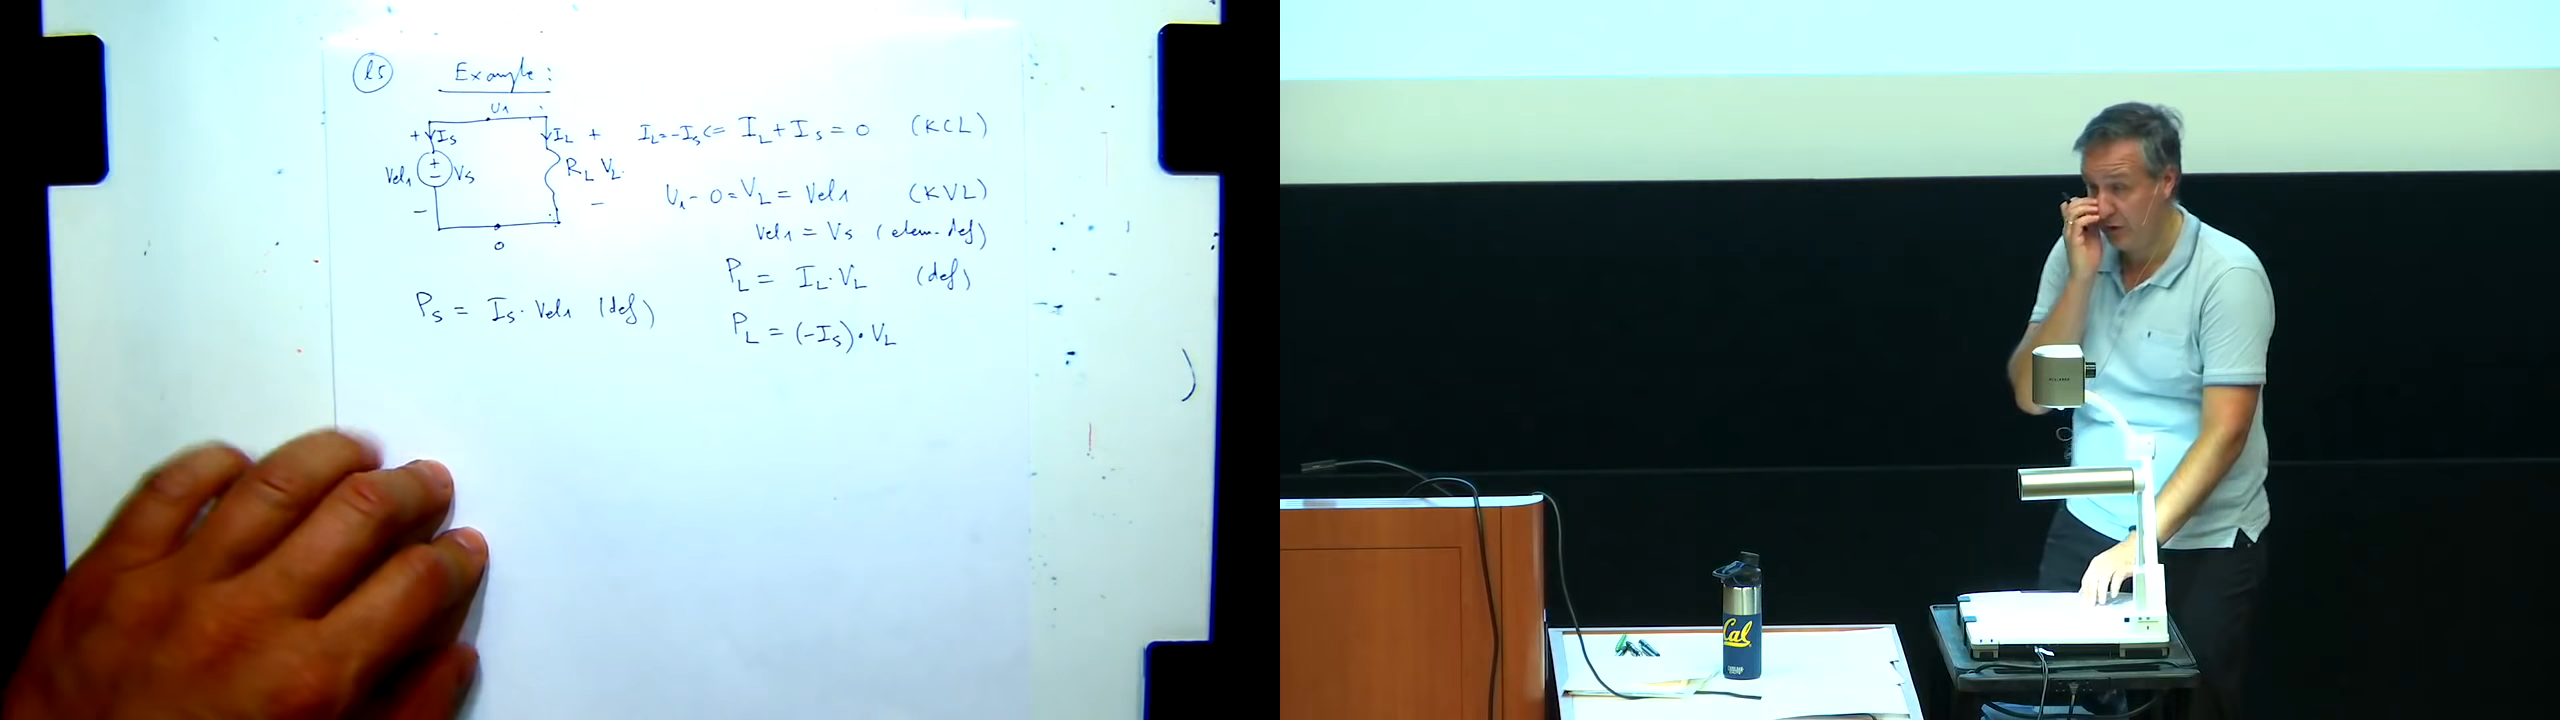 15 Example :
U1
+ IS IL + IL=-IS <= IL + IS = 0 (KCL)
Vel1 + - VS RL VL
- - U1 - 0 = VL = Vel1 (KVL)
Vel1 = VS (elem-def)
0
PL = IL · VL (def)
PS = IS · Vel1 (def)
PL = (-IS) · VL
Cal